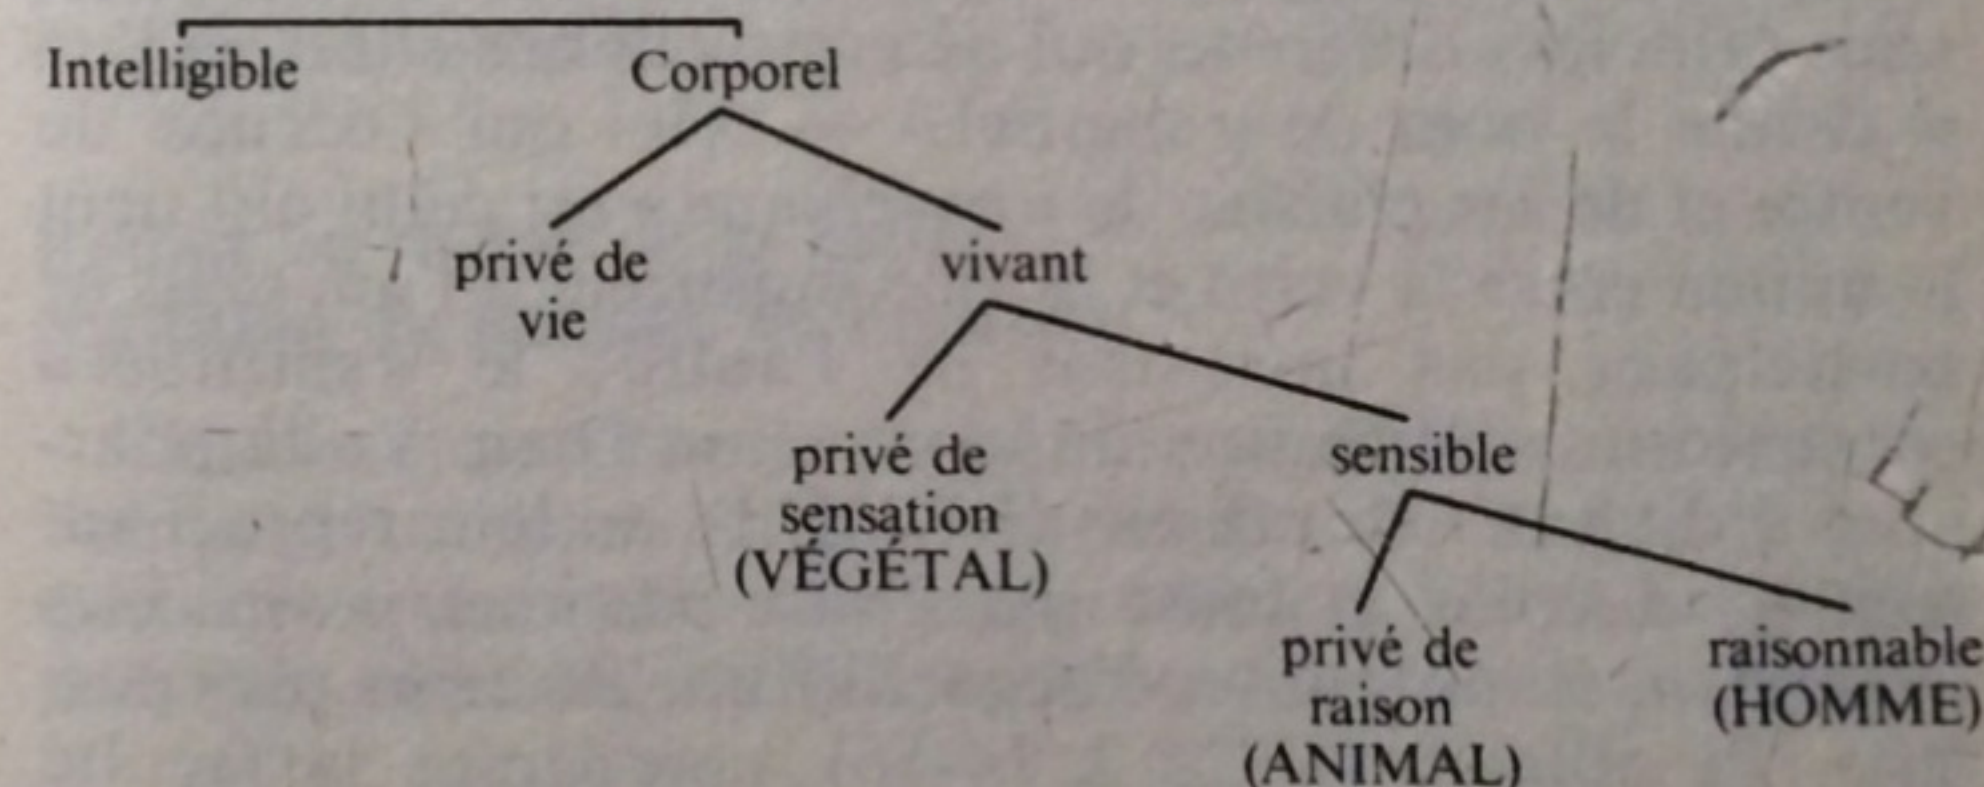 Intelligible Corporel
privé de vivant
vie
privé de sensible
sensation
(VÉGÉTAL)
privé de raisonnable
raison (HOMME)
(ANIMAL)